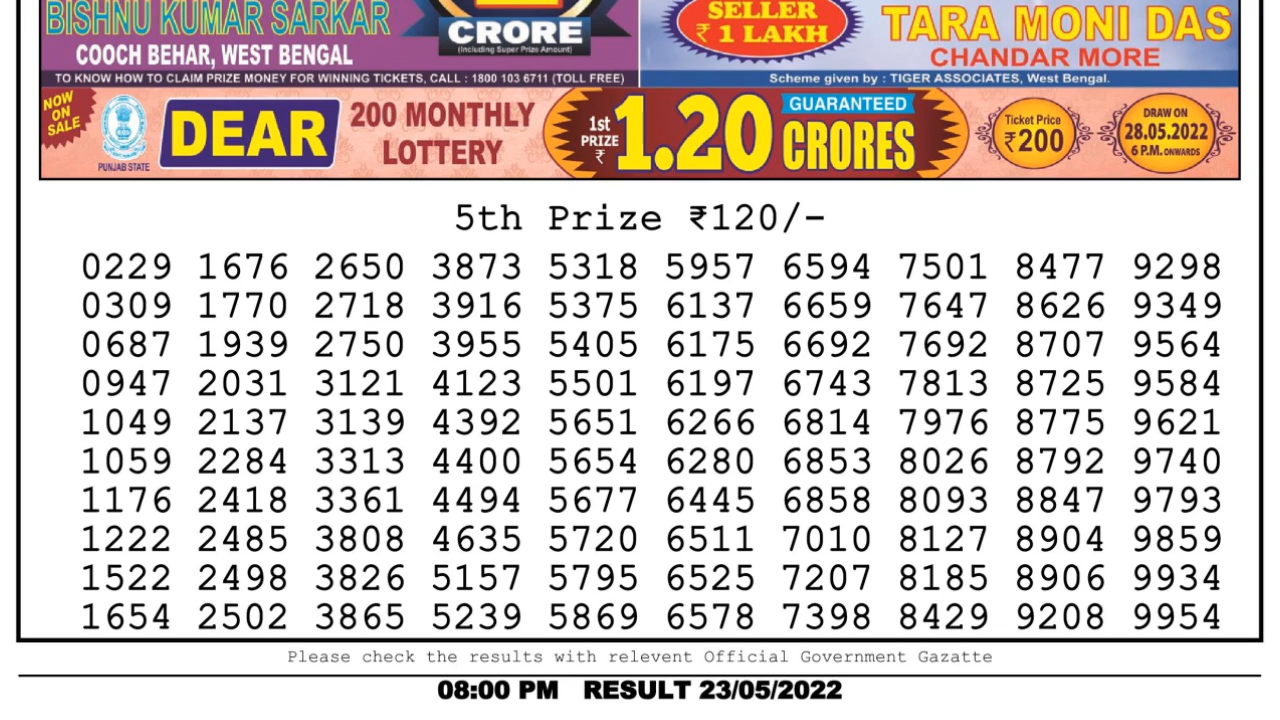 BISHNU KUMAR SARKAR
COOCH BEHAR, WEST BENGAL
CRORE
(Including Super Prize Amount)
SELLER
₹ 1 LAKH
TARA MONI DAS
CHANDAR MORE
TO KNOW HOW TO CLAIM PRIZE MONEY FOR WINNING TICKETS, CALL : 1800 103 6711 (TOLL FREE)
Scheme given by : TIGER ASSOCIATES, West Bengal.
NOW
ON
SALE
PUNJAB STATE
DEAR
200 MONTHLY
LOTTERY
1st
PRIZE
₹
1.20
GUARANTEED
CRORES
Ticket Price
₹200
DRAW ON
28.05.2022
6 P.M. ONWARDS
5th Prize ₹120/-
0229 1676 2650 3873 5318 5957 6594 7501 8477 9298
0309 1770 2718 3916 5375 6137 6659 7647 8626 9349
0687 1939 2750 3955 5405 6175 6692 7692 8707 9564
0947 2031 3121 4123 5501 6197 6743 7813 8725 9584
1049 2137 3139 4392 5651 6266 6814 7976 8775 9621
1059 2284 3313 4400 5654 6280 6853 8026 8792 9740
1176 2418 3361 4494 5677 6445 6858 8093 8847 9793
1222 2485 3808 4635 5720 6511 7010 8127 8904 9859
1522 2498 3826 5157 5795 6525 7207 8185 8906 9934
1654 2502 3865 5239 5869 6578 7398 8429 9208 9954
Please check the results with relevent Official Government Gazatte
08:00 PM RESULT 23/05/2022